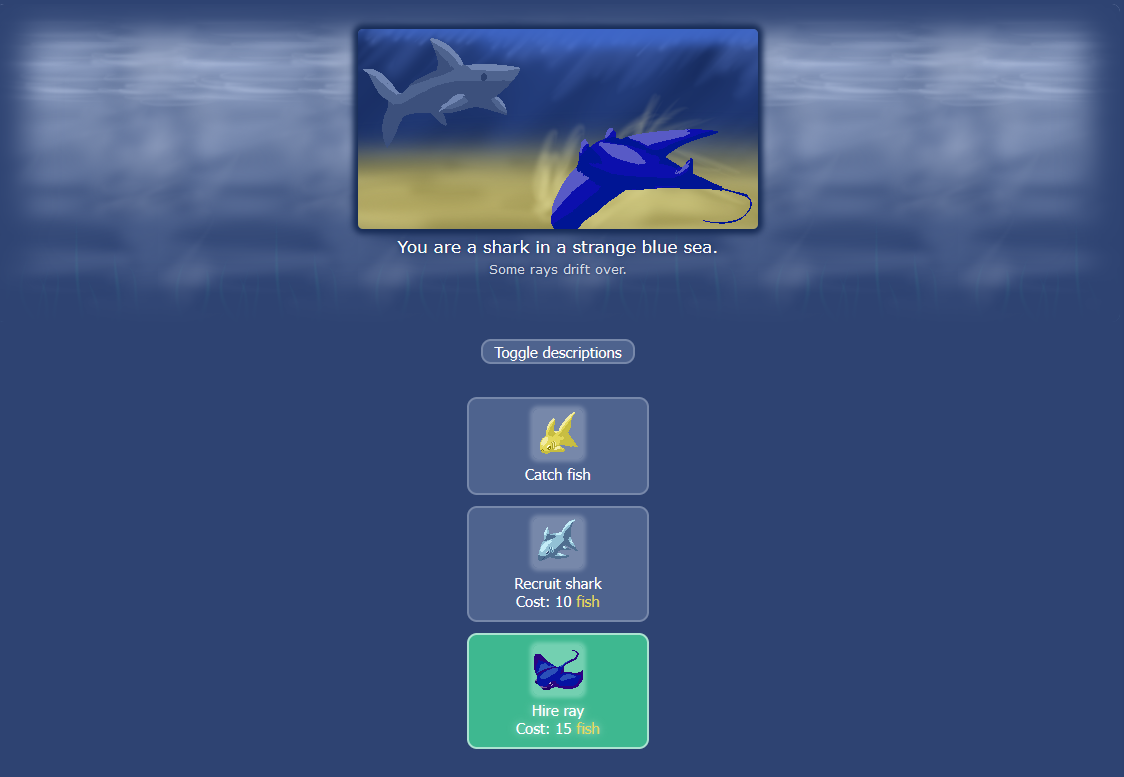 You are a shark in a strange blue sea.
Some rays drift over.
Toggle descriptions
Catch fish
Recruit shark
Cost: 10 fish
Hire ray
Cost: 15 fish